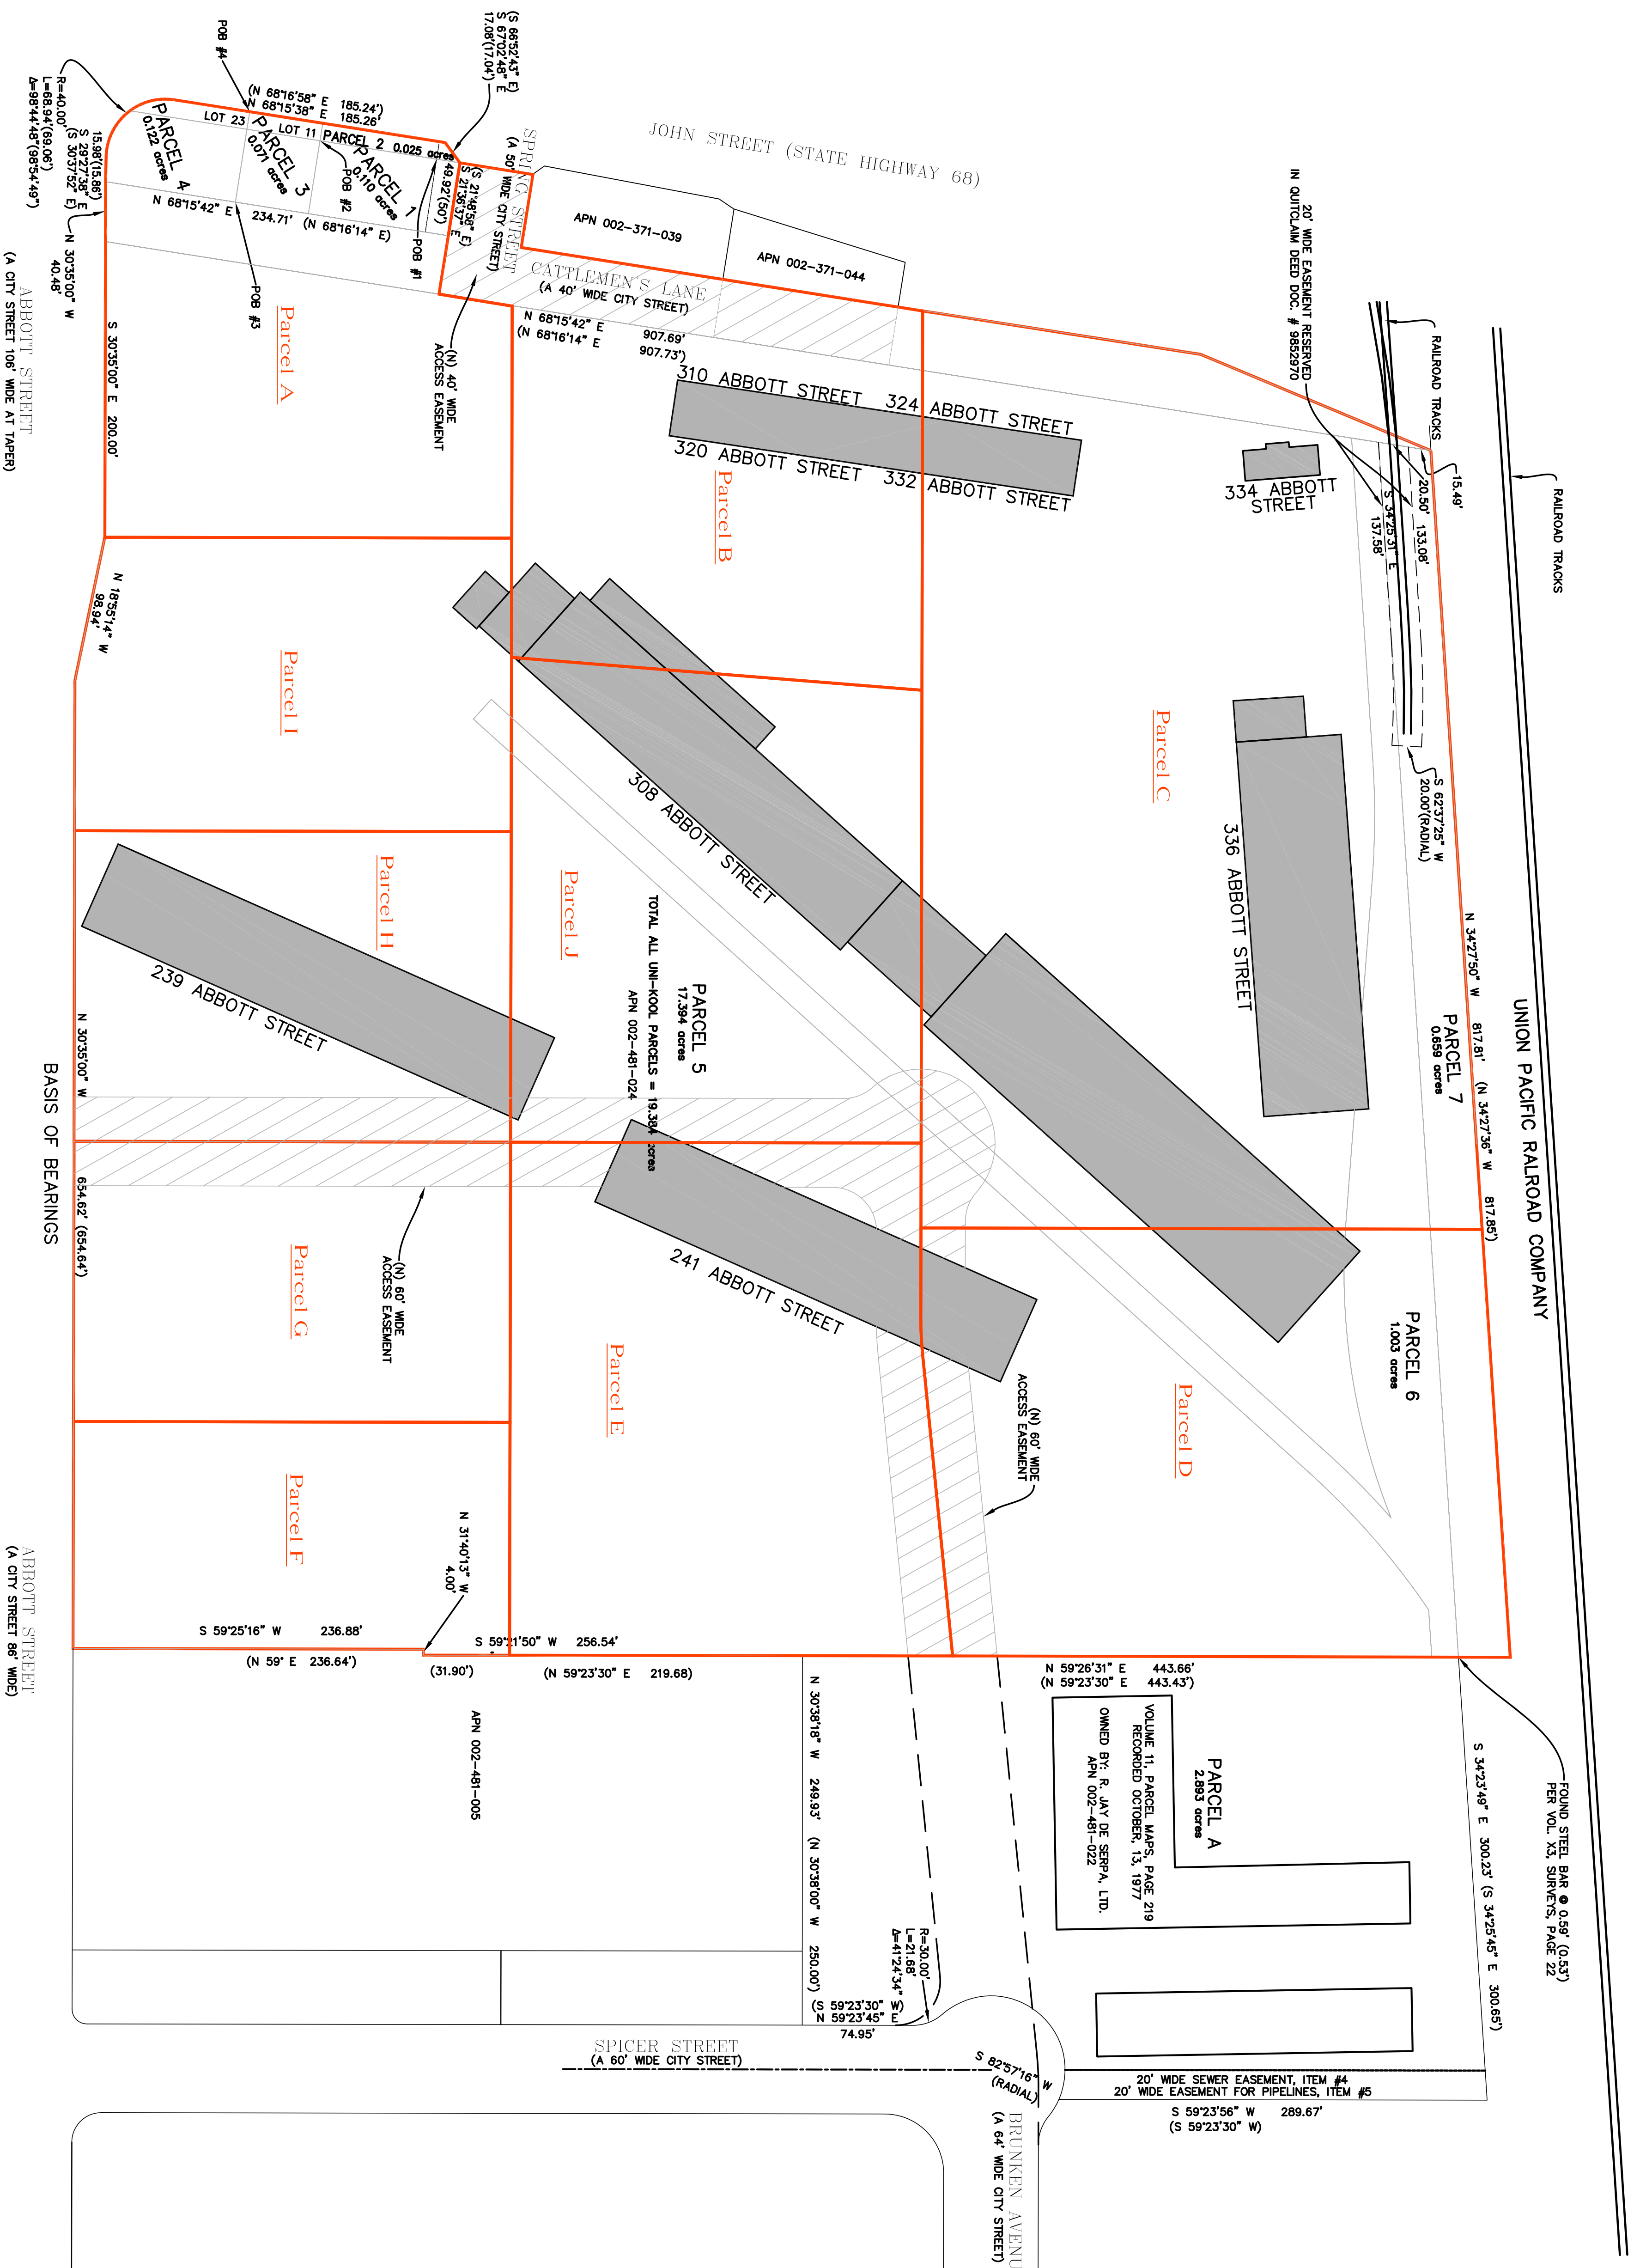 JOHN STREET (STATE HIGHWAY 68)
(S 66°52'43" E)
S 67°02'48" E
17.08'(17.04')
POB #4
(N 68°16'58" E 185.24')
N 68°15'38" E 185.26'
LOT 23
LOT 11
PARCEL 2 0.025 acres
PARCEL 1
0.110 acres
PARCEL 3
0.071 acres
PARCEL 4
0.122 acres
POB #2
POB #1
POB #3
N 68°15'42" E 234.71' (N 68°16'14" E)
R=40.00'
L=68.94'(69.06')
Δ=98°44'48"(98°54'49")
15.98'(15.86')
S 29°27'38" E
(S 30°37'52" E)
N 30°35'00" W
40.48'
S 30°35'00" E 200.00'
ABBOTT STREET
(A CITY STREET 106' WIDE AT TAPER)
SPRING STREET
(A 50' WIDE CITY STREET)
(S 21°48'58" E)
S 21°36'37" E
49.92'(50')
APN 002-371-039
APN 002-371-044
CATTLEMEN'S LANE
(A 40' WIDE CITY STREET)
N 68°15'42" E 907.69'
(N 68°16'14" E 907.73')
(N) 40' WIDE
ACCESS EASEMENT
Parcel A
Parcel B
310 ABBOTT STREET
324 ABBOTT STREET
320 ABBOTT STREET
332 ABBOTT STREET
334 ABBOTT
STREET
20' WIDE EASEMENT RESERVED
IN QUITCLAIM DEED DOC. # 9852970
RAILROAD TRACKS
RAILROAD TRACKS
15.49'
20.50'
133.08'
S 34°25'31" E
137.58'
S 62°37'25" W
20.00'(RADIAL)
N 34°27'50" W 817.81' (N 34°27'36" W 817.85')
UNION PACIFIC RALROAD COMPANY
Parcel C
336 ABBOTT STREET
PARCEL 7
0.659 acres
PARCEL 6
1.003 acres
N 18°55'14" W
98.94'
Parcel I
308 ABBOTT STREET
Parcel J
Parcel H
239 ABBOTT STREET
PARCEL 5
17.394 acres
TOTAL ALL UNI-KOOL PARCELS = 19.384 acres
APN 002-481-024
N 30°35'00" W 654.62' (654.64')
BASIS OF BEARINGS
(N) 60' WIDE
ACCESS EASEMENT
Parcel G
241 ABBOTT STREET
Parcel E
(N) 60' WIDE
ACCESS EASEMENT
Parcel D
Parcel F
N 31°40'13" W
4.00'
ABBOTT STREET
(A CITY STREET 86' WIDE)
S 59°25'16" W 236.88'
(N 59° E 236.64')
S 59°21'50" W 256.54'
(31.90')
(N 59°23'30" E 219.68)
N 59°26'31" E 443.66'
(N 59°23'30" E 443.43')
FOUND STEEL BAR @ 0.59' (0.53')
PER VOL. X3, SURVEYS, PAGE 22
APN 002-481-005
N 30°38'18" W 249.93' (N 30°38'00" W 250.00')
PARCEL A
2.893 acres
VOLUME 11, PARCEL MAPS, PAGE 219
RECORDED OCTOBER, 13, 1977
OWNED BY: R. JAY DE SERPA, LTD.
APN 002-481-022
S 34°23'49" E 300.23' (S 34°25'45" E 300.65')
R=30.00'
L=21.68'
Δ=41°24'34"
(S 59°23'30" W)
N 59°23'45" E
74.95'
SPICER STREET
(A 60' WIDE CITY STREET)
S 82°57'16" W
(RADIAL)
20' WIDE SEWER EASEMENT, ITEM #4
20' WIDE EASEMENT FOR PIPELINES, ITEM #5
S 59°23'56" W 289.67'
(S 59°23'30" W)
BRUNKEN AVENU
(A 64' WIDE CITY STREET)